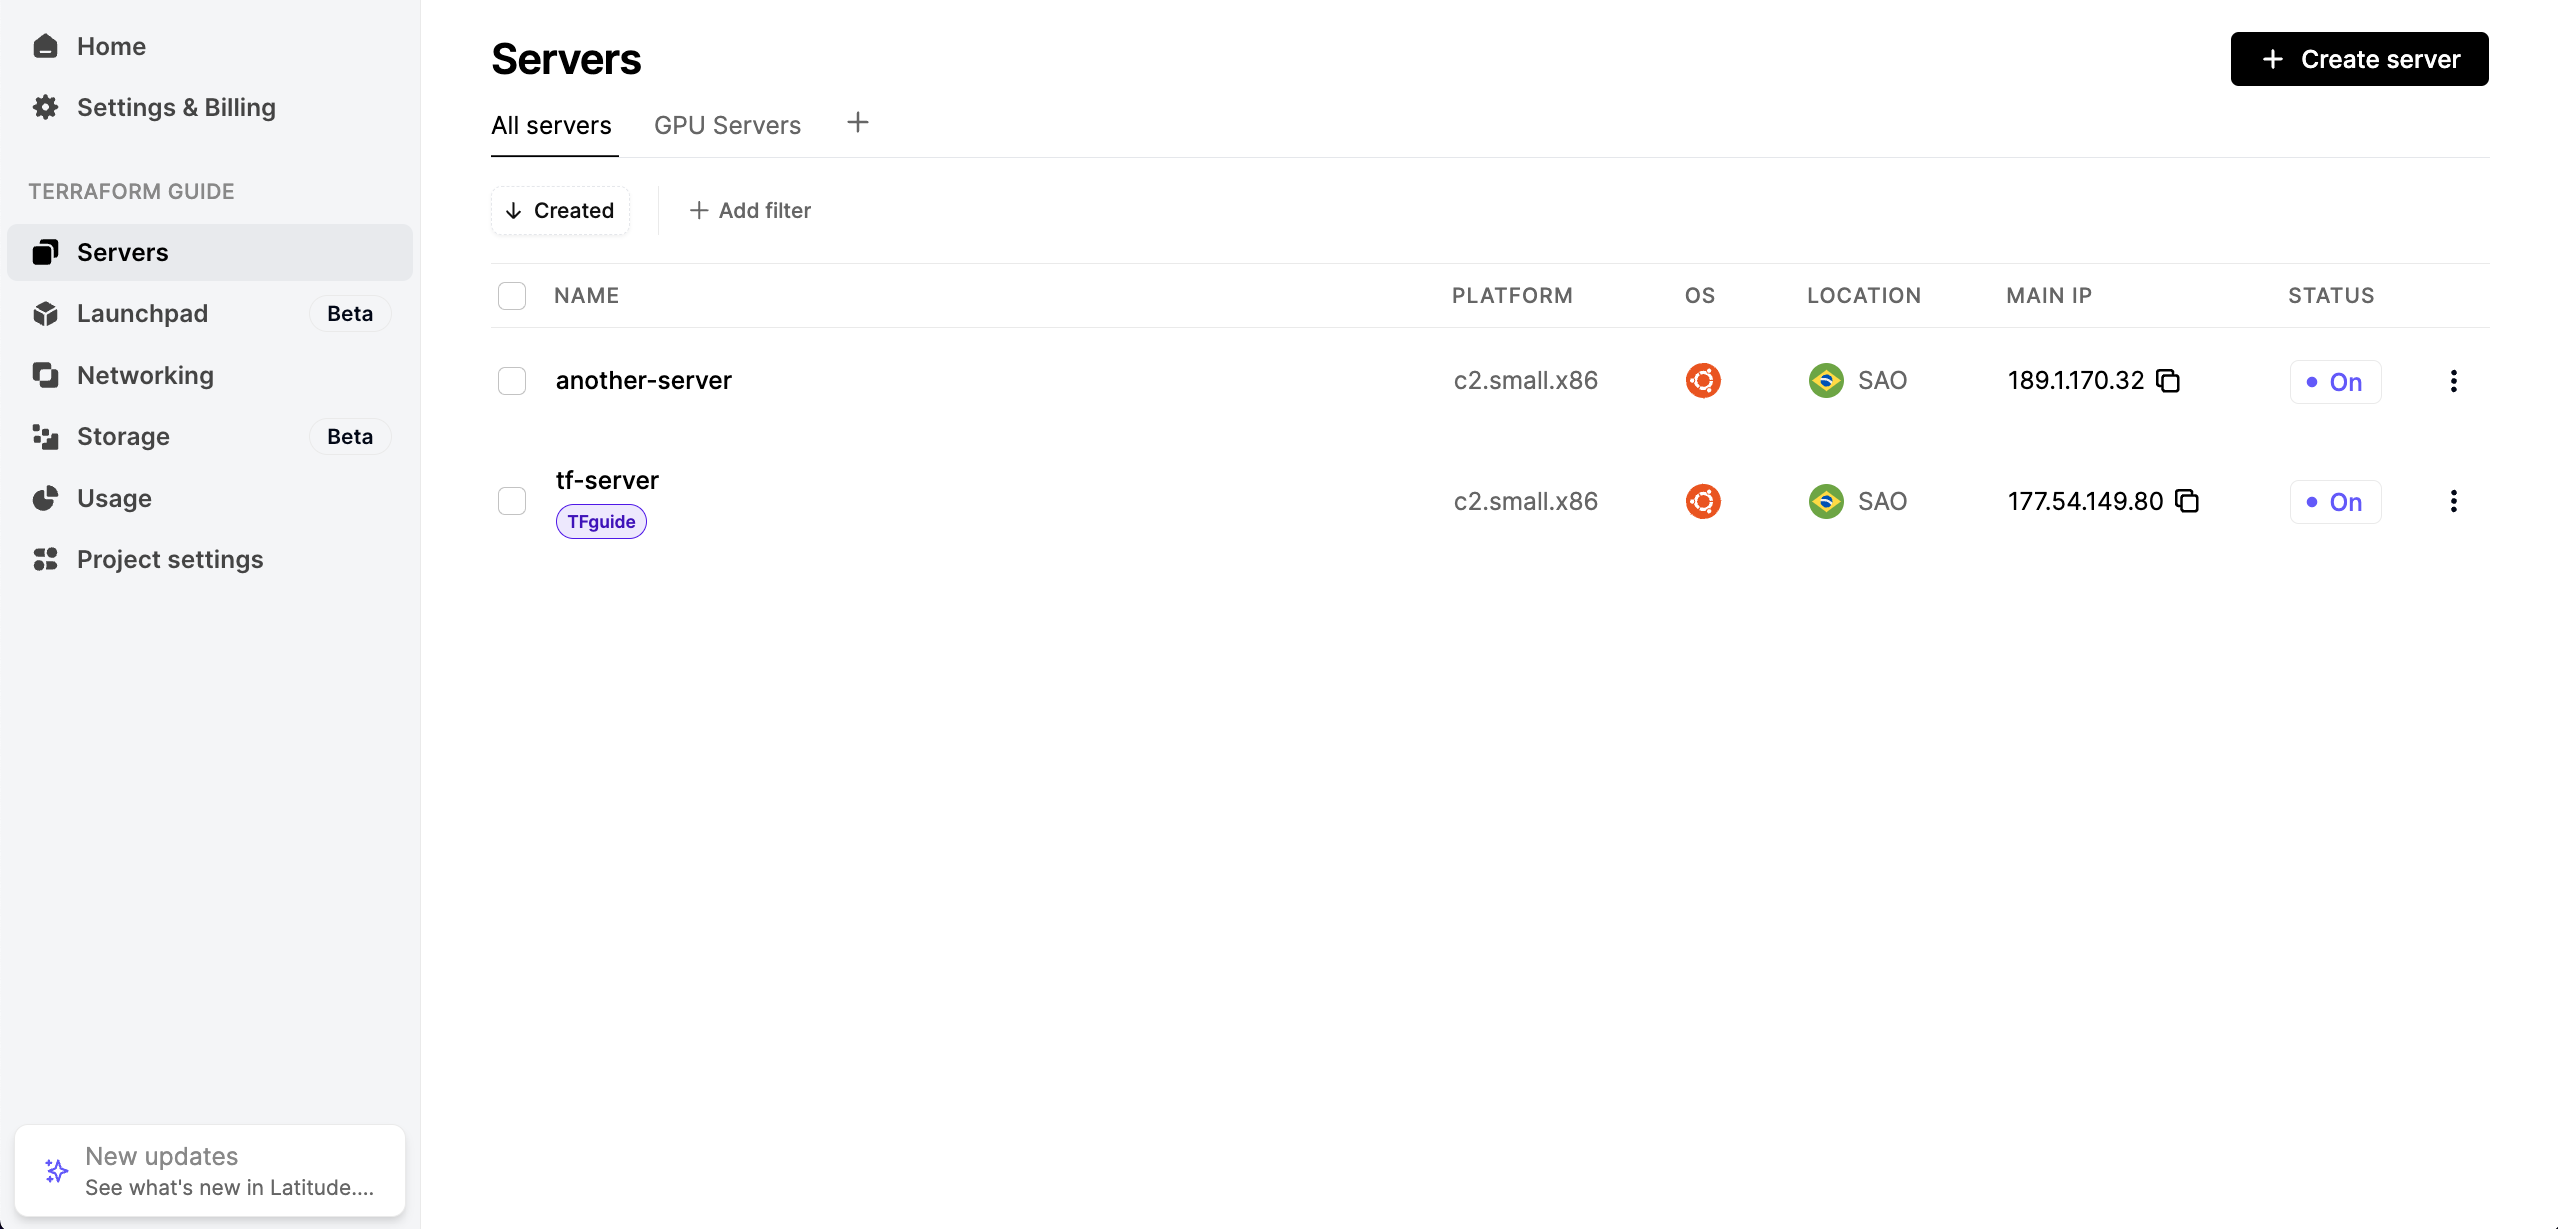 Home
Settings & Billing
TERRAFORM GUIDE
Servers
Launchpad Beta
Networking
Storage Beta
Usage
Project settings
New updates
See what's new in Latitude....
Servers
Create server
All servers GPU Servers
Created Add filter
NAME PLATFORM OS LOCATION MAIN IP STATUS
another-server c2.small.x86 SAO 189.1.170.32 On
tf-server
TFguide
c2.small.x86 SAO 177.54.149.80 On